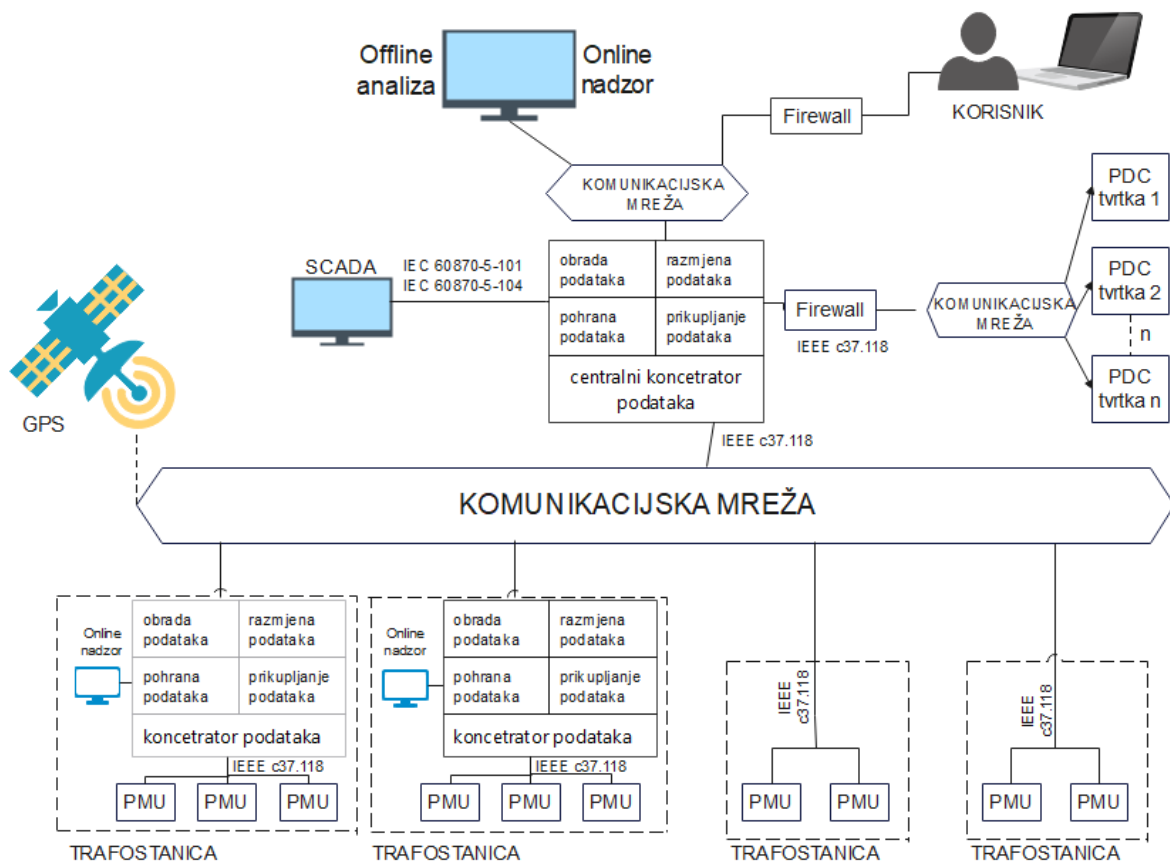 Offline
analiza
Online
nadzor
Firewall
KORISNIK
KOMUNIKACIJSKA
MREŽA
PDC
tvrtka 1
SCADA
IEC 60870-5-101
IEC 60870-5-104
obrada
podataka
razmjena
podataka
pohrana
podataka
prikupljanje
podataka
centralni koncetrator
podataka
Firewall
IEEE c37.118
KOMUNIKACIJSKA
MREŽA
PDC
tvrtka 2
n
PDC
tvrtka n
GPS
IEEE c37.118
KOMUNIKACIJSKA MREŽA
Online
nadzor
obrada
podataka
razmjena
podataka
pohrana
podataka
prikupljanje
podataka
koncetrator podataka
IEEE c37.118
PMU
PMU
PMU
TRAFOSTANICA
Online
nadzor
obrada
podataka
razmjena
podataka
pohrana
podataka
prikupljanje
podataka
koncetrator podataka
IEEE c37.118
PMU
PMU
PMU
TRAFOSTANICA
IEEE
c37.118
PMU
PMU
TRAFOSTANICA
IEEE
c37.118
PMU
PMU
TRAFOSTANICA